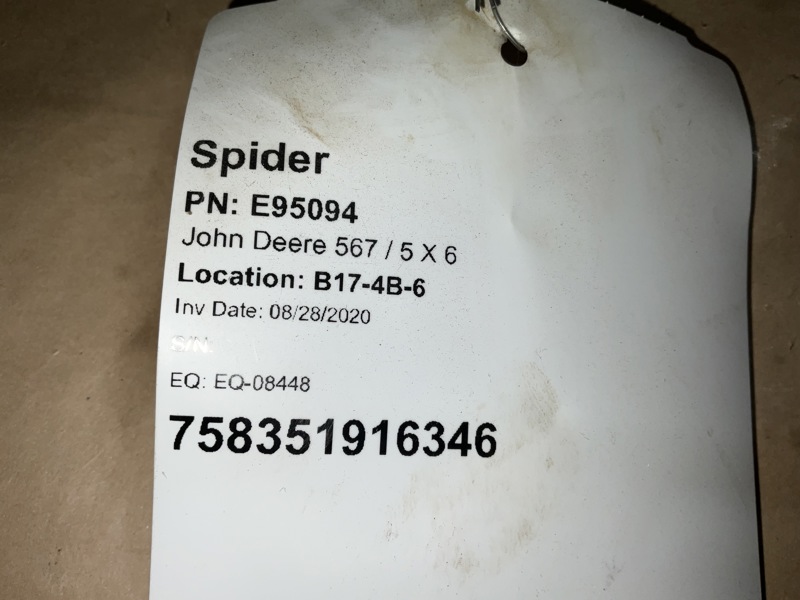 Spider
PN: E95094
John Deere 567 / 5 X 6
Location: B17-4B-6
Inv Date: 08/28/2020
S/N:
EQ: EQ-08448
758351916346